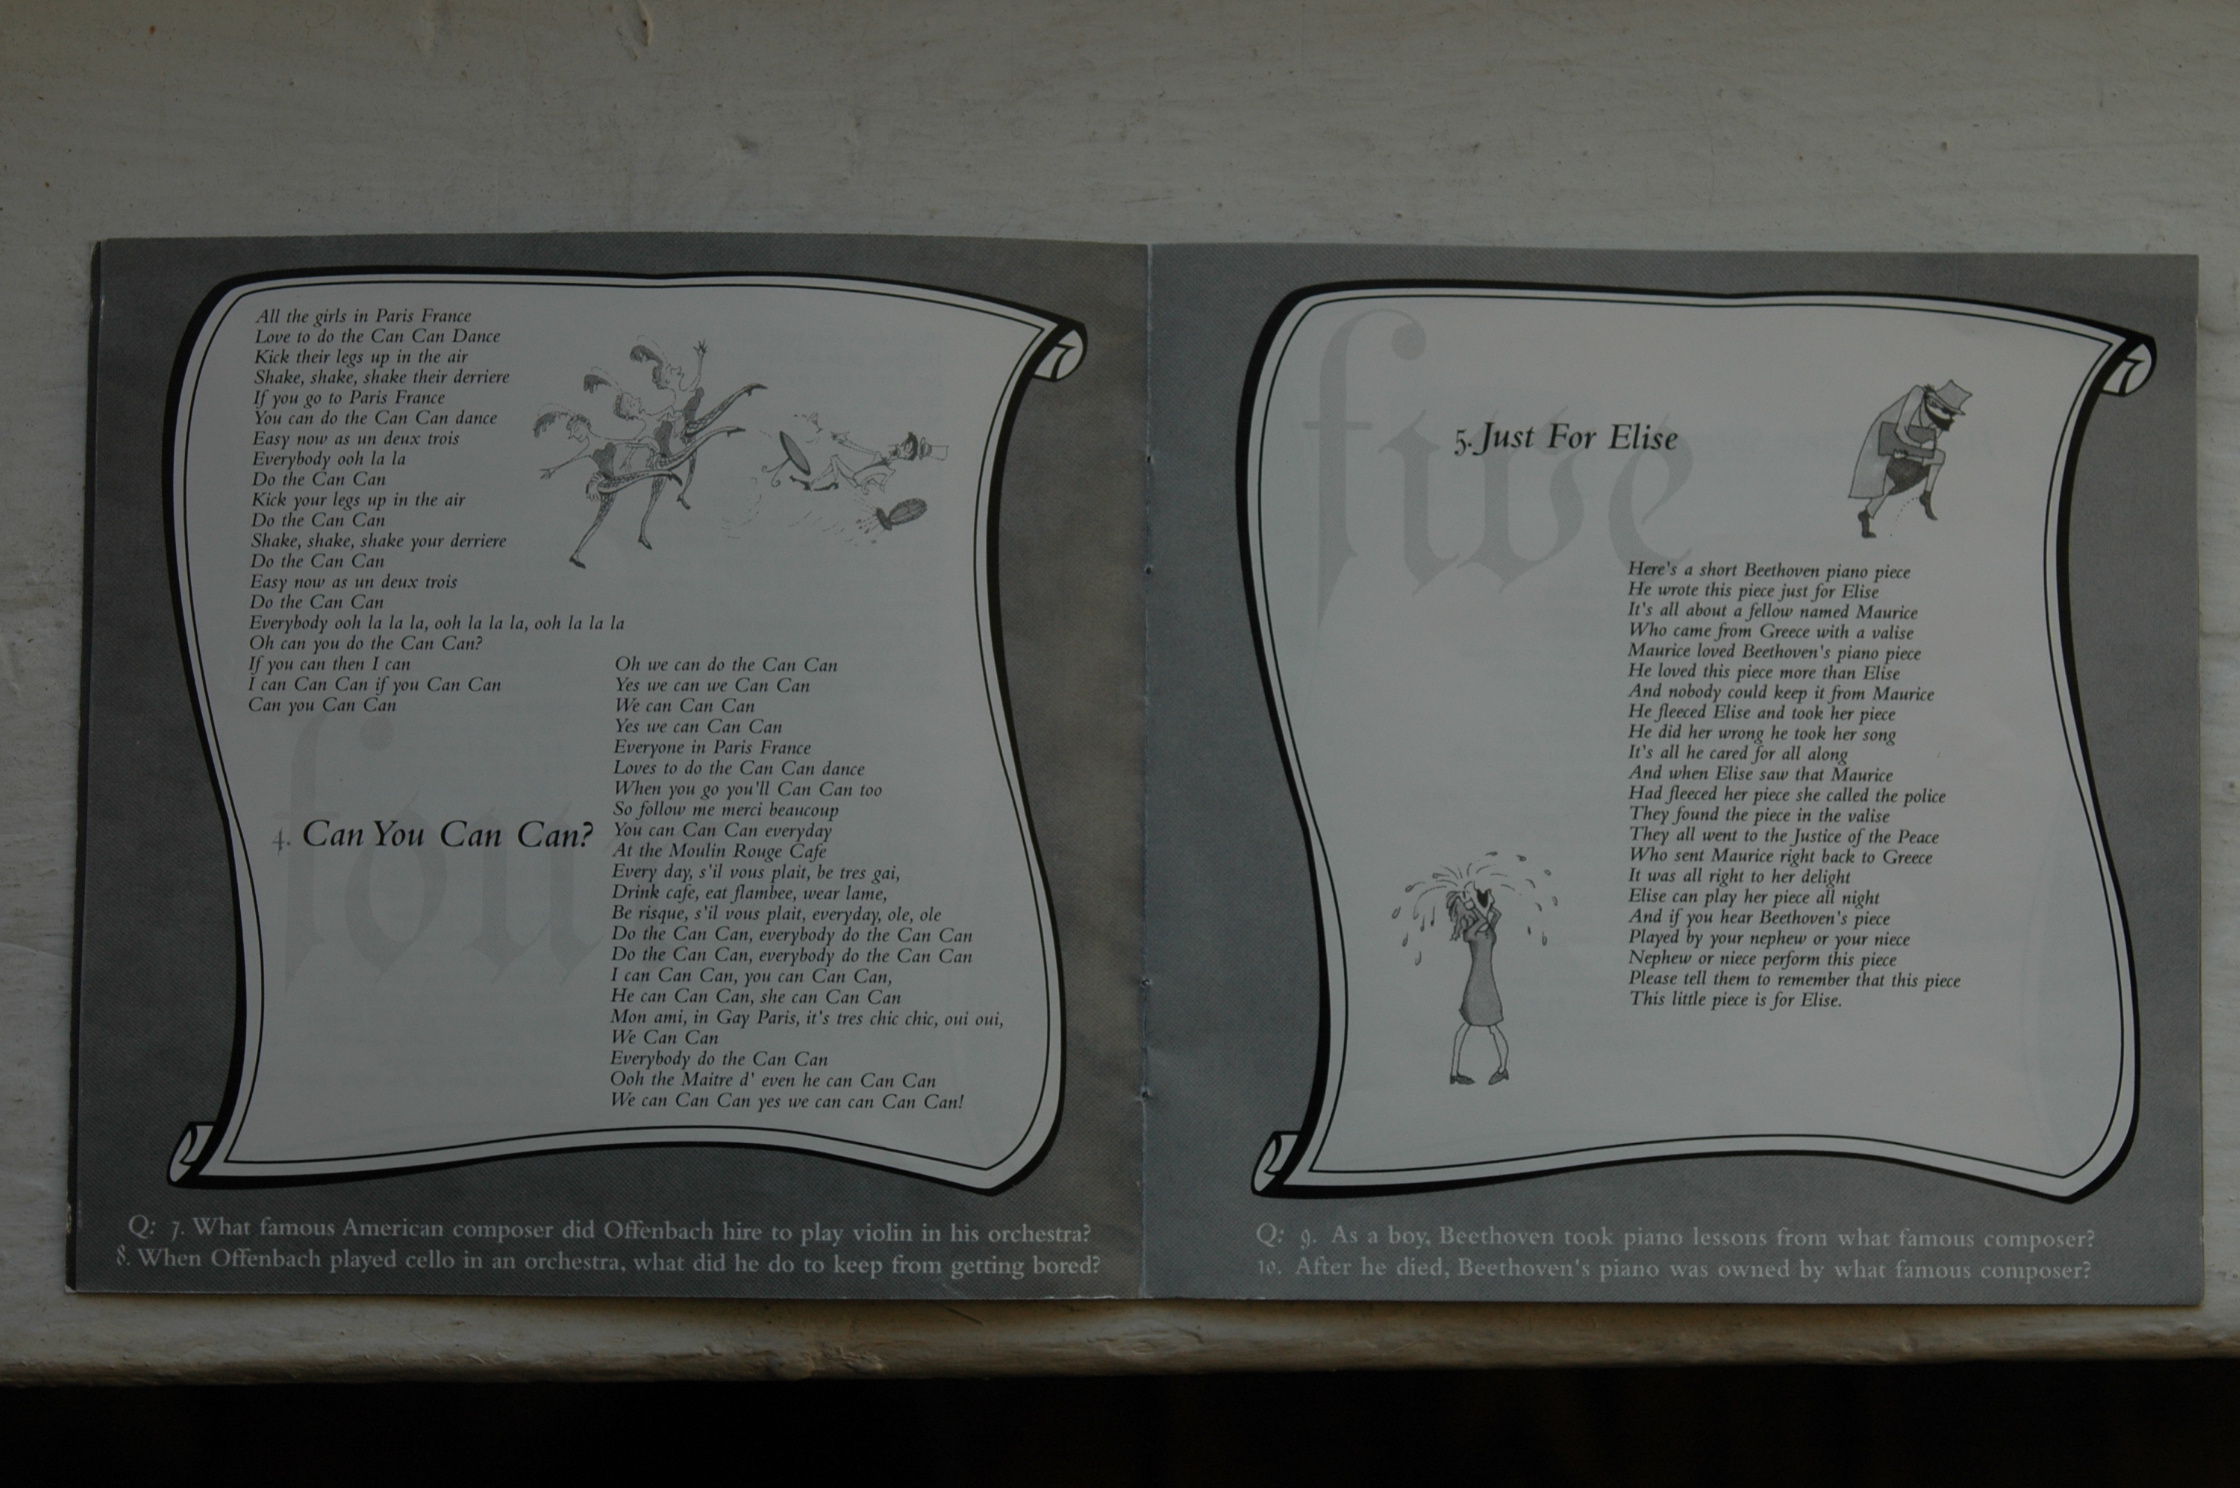 All the girls in Paris France
Love to do the Can Can Dance
Kick their legs up in the air
Shake, shake, shake their derriere
If you go to Paris France
You can do the Can Can dance
Easy now as un deux trois
Everybody ooh la la
Do the Can Can
Kick your legs up in the air
Do the Can Can
Shake, shake, shake your derriere
Do the Can Can
Easy now as un deux trois
Do the Can Can
Everybody ooh la la la, ooh la la la, ooh la la la
Oh can you do the Can Can?
If you can then I can
I can Can Can if you Can Can
Can you Can Can
four
4. Can You Can Can?
Oh we can do the Can Can
Yes we can we Can Can
We can Can Can
Yes we can Can Can
Everyone in Paris France
Loves to do the Can Can dance
When you go you'll Can Can too
So follow me merci beaucoup
You can Can Can everyday
At the Moulin Rouge Cafe
Every day, s'il vous plait, be tres gai,
Drink cafe, eat flambee, wear lame,
Be risque, s'il vous plait, everyday, ole, ole
Do the Can Can, everybody do the Can Can
Do the Can Can, everybody do the Can Can
I can Can Can, you can Can Can,
He can Can Can, she can Can Can
Mon ami, in Gay Paris, it's tres chic chic, oui oui,
We Can Can
Everybody do the Can Can
Ooh the Maitre d' even he can Can Can
We can Can Can yes we can can Can Can!
Q: 7. What famous American composer did Offenbach hire to play violin in his orchestra?
8. When Offenbach played cello in an orchestra, what did he do to keep from getting bored?
five
5. Just For Elise
Here's a short Beethoven piano piece
He wrote this piece just for Elise
It's all about a fellow named Maurice
Who came from Greece with a valise
Maurice loved Beethoven's piano piece
He loved this piece more than Elise
And nobody could keep it from Maurice
He fleeced Elise and took her piece
He did her wrong he took her song
It's all he cared for all along
And when Elise saw that Maurice
Had fleeced her piece she called the police
They found the piece in the valise
They all went to the Justice of the Peace
Who sent Maurice right back to Greece
It was all right to her delight
Elise can play her piece all night
And if you hear Beethoven's piece
Played by your nephew or your niece
Nephew or niece perform this piece
Please tell them to remember that this piece
This little piece is for Elise.
Q: 9. As a boy, Beethoven took piano lessons from what famous composer?
10. After he died, Beethoven's piano was owned by what famous composer?